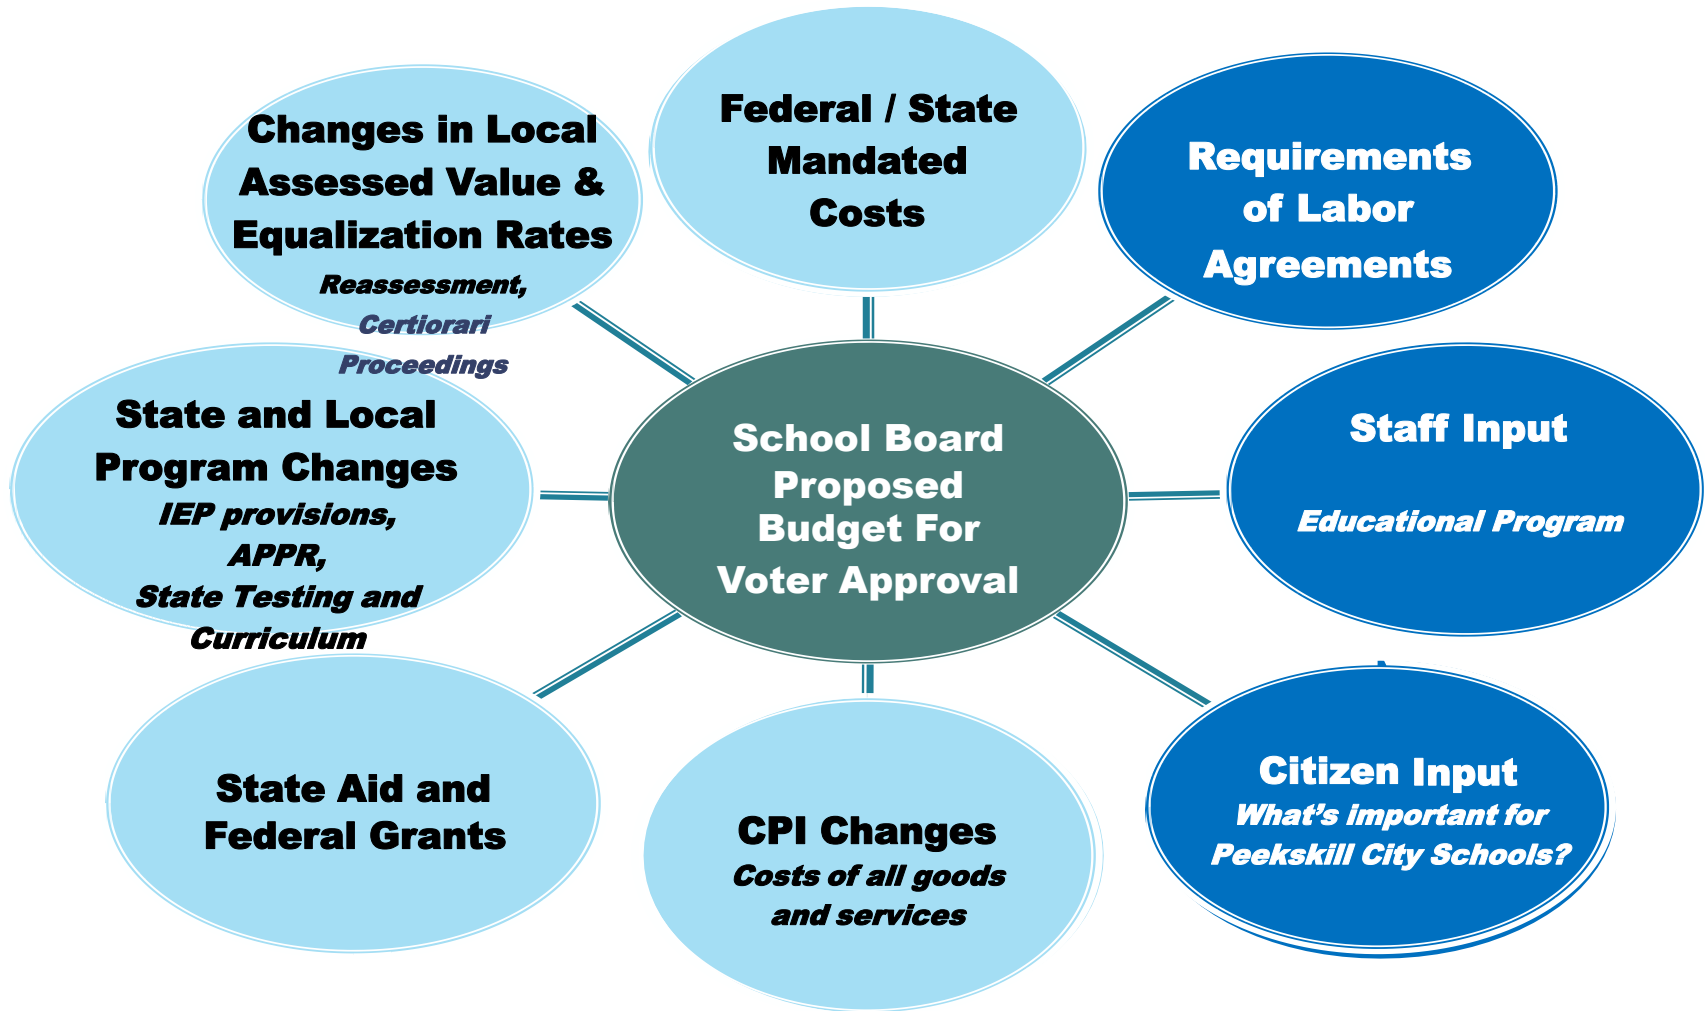 Changes in Local
Assessed Value &
Equalization Rates
Reassessment,
Certiorari
Proceedings
Federal / State
Mandated
Costs
Requirements
of Labor
Agreements
State and Local
Program Changes
IEP provisions,
APPR,
State Testing and
Curriculum
School Board
Proposed
Budget For
Voter Approval
Staff Input
Educational Program
State Aid and
Federal Grants
CPI Changes
Costs of all goods
and services
Citizen Input
What’s important for
Peekskill City Schools?